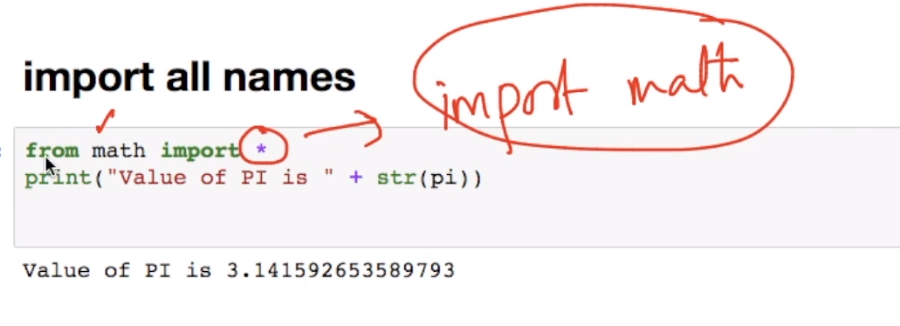 import all names
import math
from math import *
print("Value of PI is " + str(pi))
Value of PI is 3.141592653589793